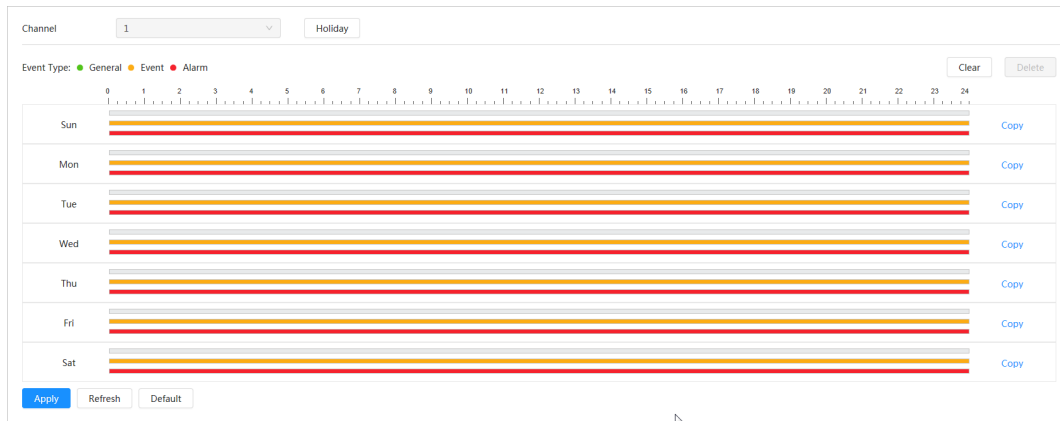 Channel 1 Holiday
Event Type: General Event Alarm Clear Delete
0 1 2 3 4 5 6 7 8 9 10 11 12 13 14 15 16 17 18 19 20 21 22 23 24
Sun Copy
Mon Copy
Tue Copy
Wed Copy
Thu Copy
Fri Copy
Sat Copy
Apply Refresh Default